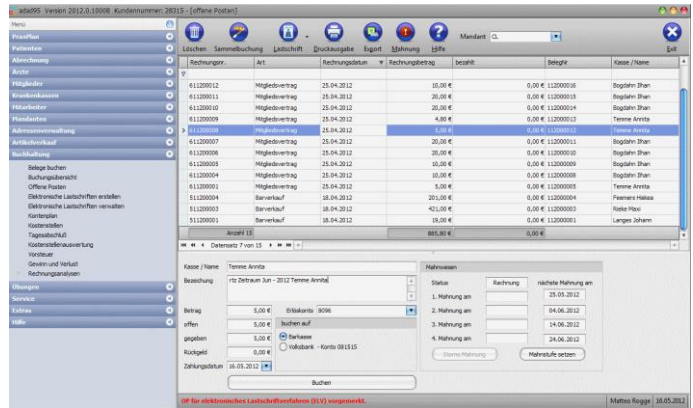 adad95 Version 2012.0.10008 Kundennummer: 28315 - [offene Posten]
Menü
PraxPlan
Patienten
Abrechnung
Ärzte
Mitglieder
Krankenkassen
Mitarbeiter
Mandanten
Adressenverwaltung
Artikelverkauf
Buchhaltung
Belege buchen
Buchungsübersicht
Offene Posten
Elektronische Lastschriften erstellen
Elektronische Lastschriften verwalten
Kontenplan
Kostenstellen
Tagesabschluß
Kostenstellenauswertung
Vorsteuer
Gewinn und Verlust
Rechnungsanalysen
Übungen
Service
Extras
Hilfe
Löschen Sammelbuchung Lastschrift Druckausgabe Export Mahnung Hilfe Mandant CL Exit
Rechnungsnr. Art Rechnungsdatum Rechnungsbetrag bezahlt Belegnr Kasse / Name
611200012 Mitgliedsvertrag 25.04.2012 10,00 € 0,00 € 112000016 Bogdahn Ilhan
611200011 Mitgliedsvertrag 25.04.2012 20,00 € 0,00 € 112000015 Bogdahn Ilhan
611200010 Mitgliedsvertrag 25.04.2012 20,00 € 0,00 € 112000014 Bogdahn Ilhan
611200009 Mitgliedsvertrag 25.04.2012 4,80 € 0,00 € 112000013 Temme Annita
611200008 Mitgliedsvertrag 25.04.2012 5,00 € 0,00 € 112000012 Temme Annita
611200007 Mitgliedsvertrag 25.04.2012 20,00 € 0,00 € 112000011 Bogdahn Ilhan
611200006 Mitgliedsvertrag 25.04.2012 20,00 € 0,00 € 112000010 Bogdahn Ilhan
611200005 Mitgliedsvertrag 25.04.2012 10,00 € 0,00 € 112000009 Bogdahn Ilhan
611200004 Mitgliedsvertrag 25.04.2012 10,00 € 0,00 € 112000008 Bogdahn Ilhan
611200001 Mitgliedsvertrag 25.04.2012 5,00 € 0,00 € 112000005 Temme Annita
511200004 Barverkauf 18.04.2012 201,00 € 0,00 € 112000004 Feemers Hakea
511200003 Barverkauf 18.04.2012 421,00 € 0,00 € 112000003 Rieke Maxi
511200001 Barverkauf 18.04.2012 19,00 € 0,00 € 112000001 Langes Johann
Anzahl 15 885,80 € 0,00 €
Datensatz 7 von 15
Kasse / Name Temme Annita
Bezeichung rtz Zeitraum Jun - 2012 Temme Annita
Betrag 5,00 € Erlöskonto 8096
offen 5,00 € buchen auf
gegeben 5,00 € Barkasse
Rückgeld 0,00 € Volksbank - Konto 081515
Zahlungsdatum 16.05.2012
Buchen
Mahnwesen
Status Rechnung nächste Mahnung am
1. Mahnung am 25.05.2012
2. Mahnung am 04.06.2012
3. Mahnung am 14.06.2012
4. Mahnung am 24.06.2012
Storno Mahnung Mahnstufe setzen
OP für elektronisches Lastschriftverfahren (ELV) vorgemerkt. Matteo Rogge 16.05.2012